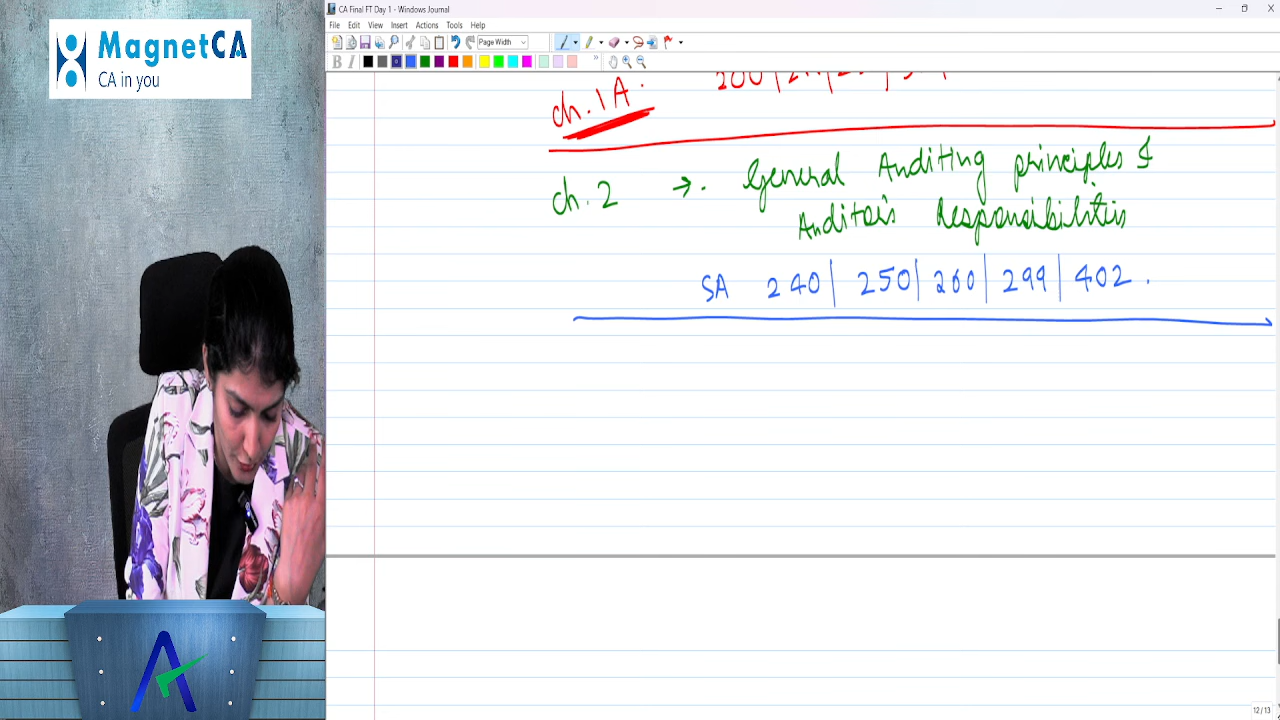 MagnetCA
CA in you
CA Final FT Day 1 - Windows Journal
File Edit View Insert Actions Tools Help
Page Width
B I
ch. 1A.
ch. 2 → . General Auditing principles &
Auditor's Responsibilities
SA 240 | 250 | 260 | 299 | 402 .
12 / 13